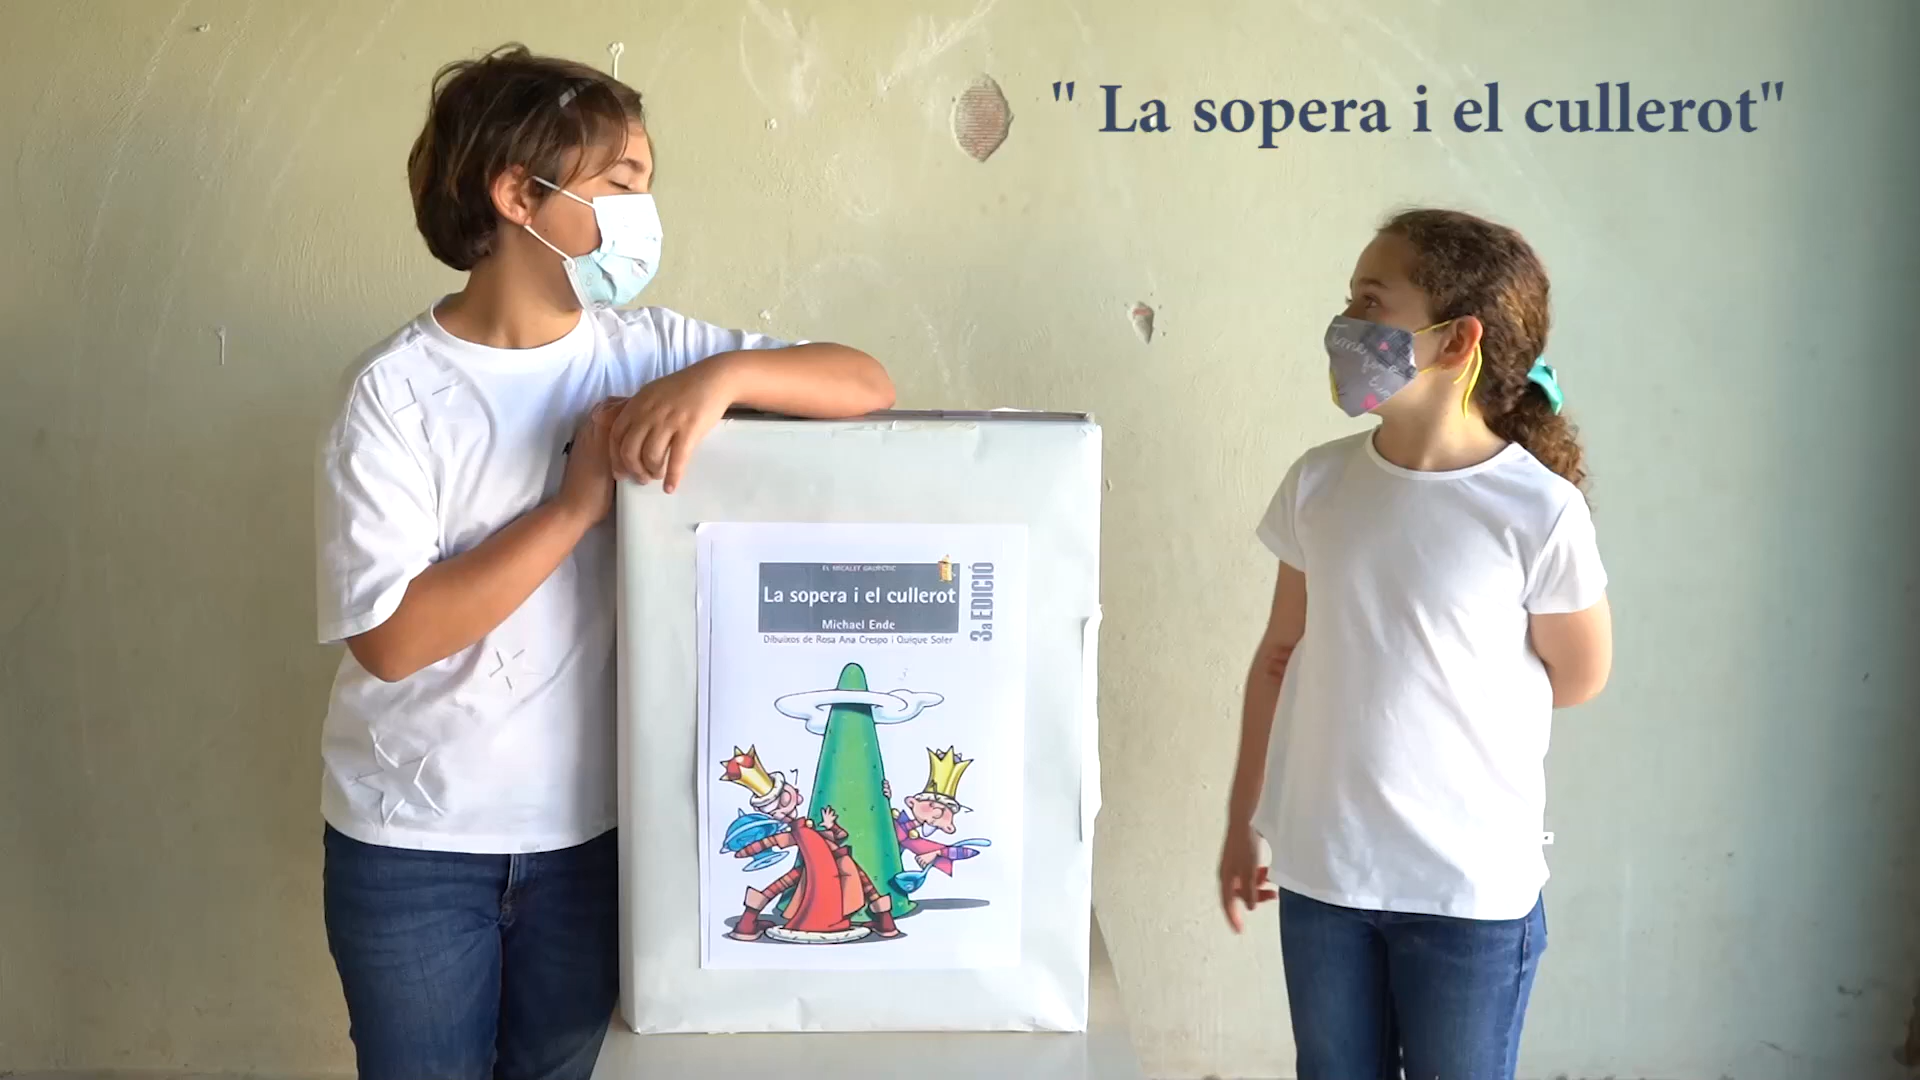 " La sopera i el cullerot"
EL MICALET GALÀCTIC
La sopera i el cullerot
Michael Ende
Dibuixos de Rosa Ana Crespo i Quique Soler
3a EDICIÓ